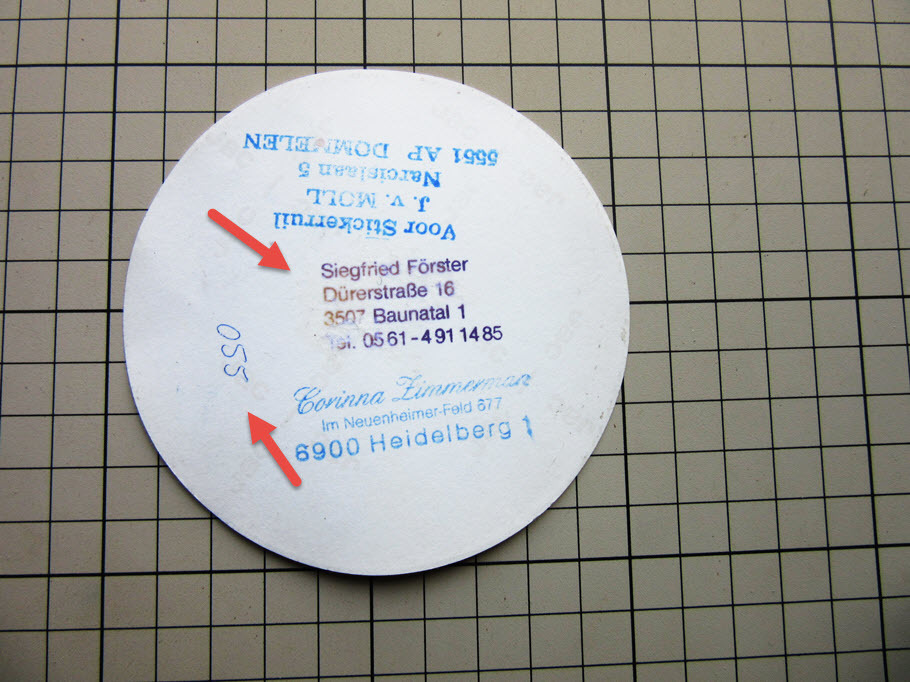 Voor Stickerruil
J. v. MOLL
Narcislaan 5
5551 AP DOMMELEN
Siegfried Förster
Dürerstraße 16
3507 Baunatal 1
Tel. 0561-4911485
055
Corinna Zimmermann
Im Neuenheimer-Feld 677
6900 Heidelberg 1